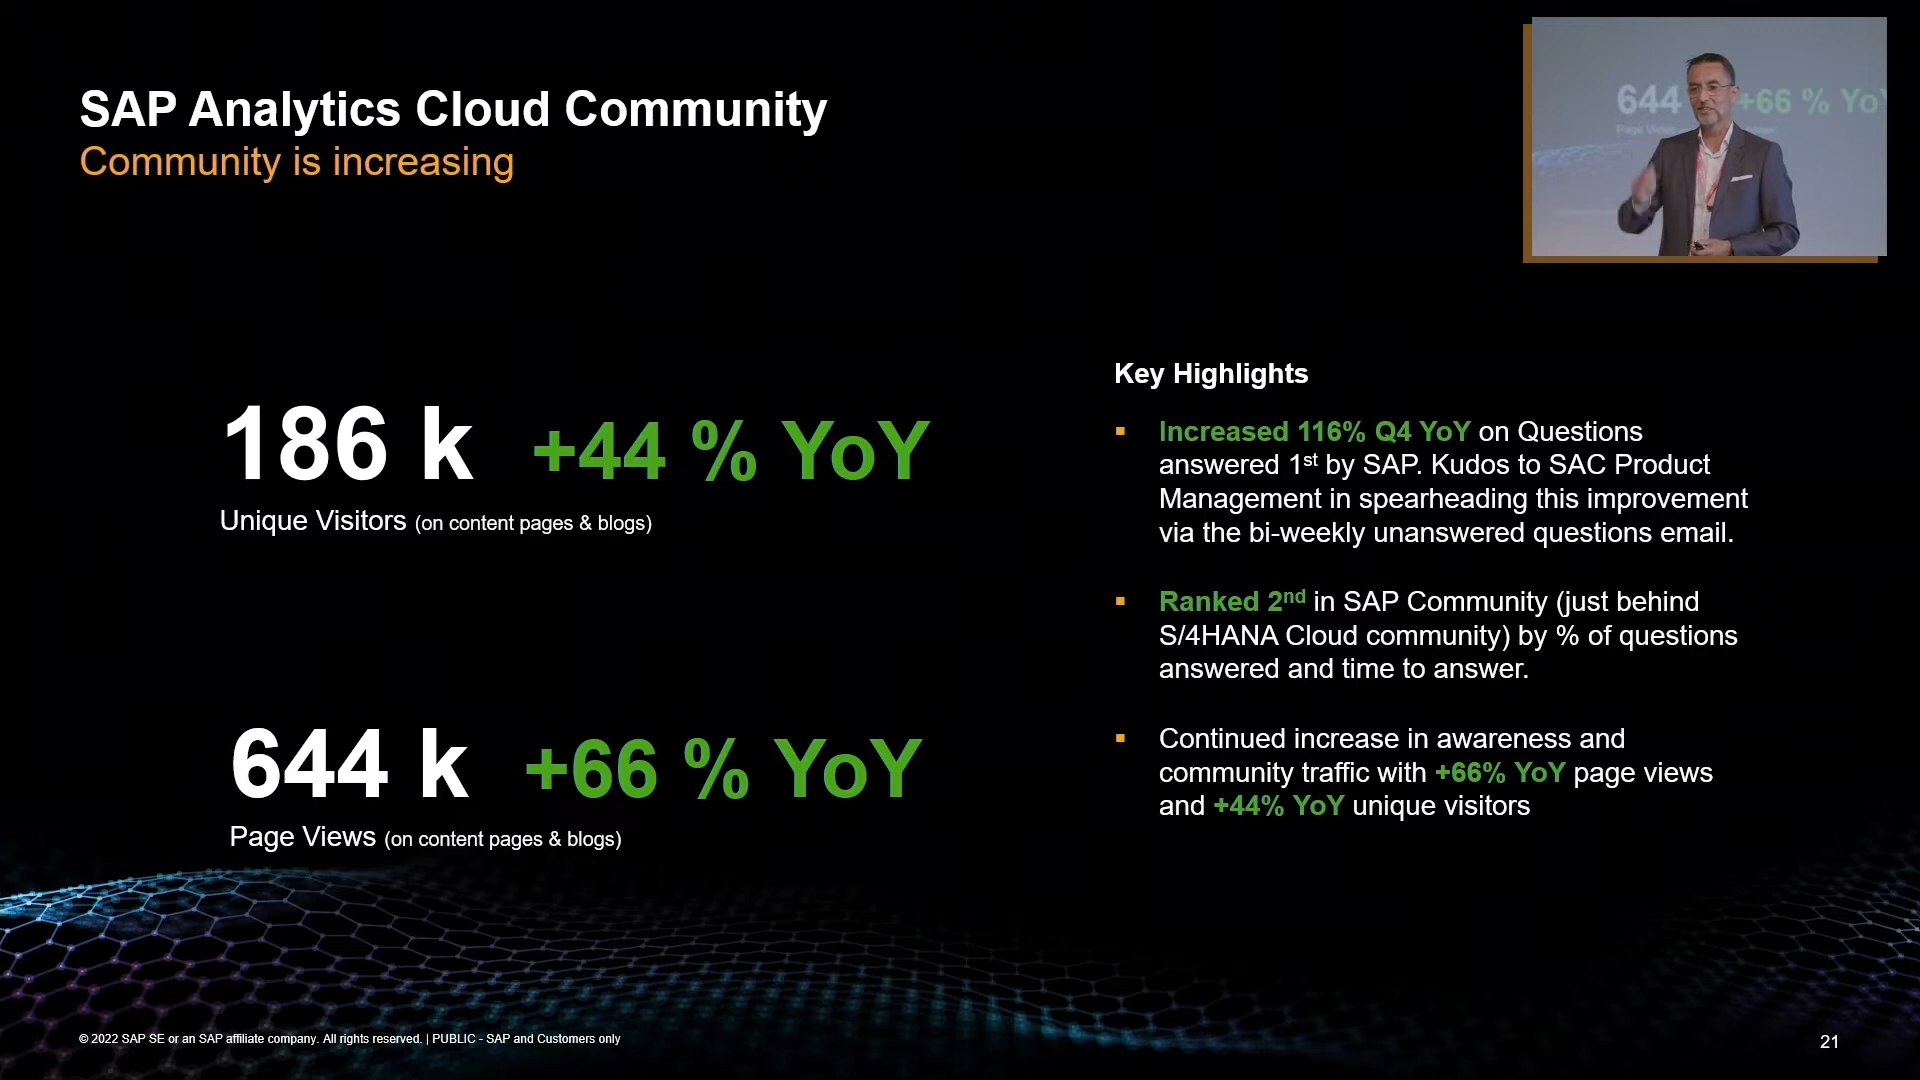 SAP Analytics Cloud Community
Community is increasing
644 +66 % YoY
Page Views
186 k +44 % YoY
Unique Visitors (on content pages & blogs)
644 k +66 % YoY
Page Views (on content pages & blogs)
Key Highlights
▪ Increased 116% Q4 YoY on Questions
answered 1st by SAP. Kudos to SAC Product
Management in spearheading this improvement
via the bi-weekly unanswered questions email.
▪ Ranked 2nd in SAP Community (just behind
S/4HANA Cloud community) by % of questions
answered and time to answer.
▪ Continued increase in awareness and
community traffic with +66% YoY page views
and +44% YoY unique visitors
© 2022 SAP SE or an SAP affiliate company. All rights reserved. | PUBLIC - SAP and Customers only
21